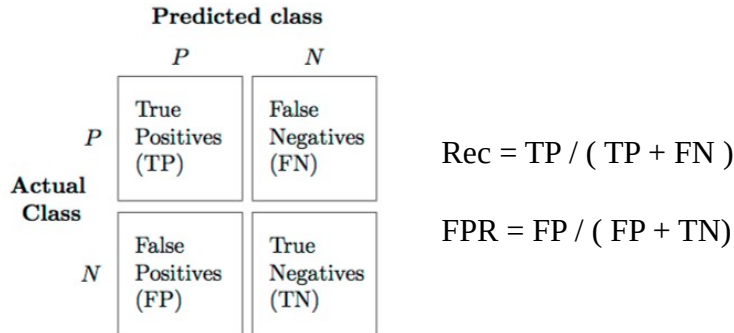 Predicted class
P N
True
Positives
(TP)
False
Negatives
(FN)
P
Actual
Class
False
Positives
(FP)
True
Negatives
(TN)
N
Rec = TP / ( TP + FN )
FPR = FP / ( FP + TN)